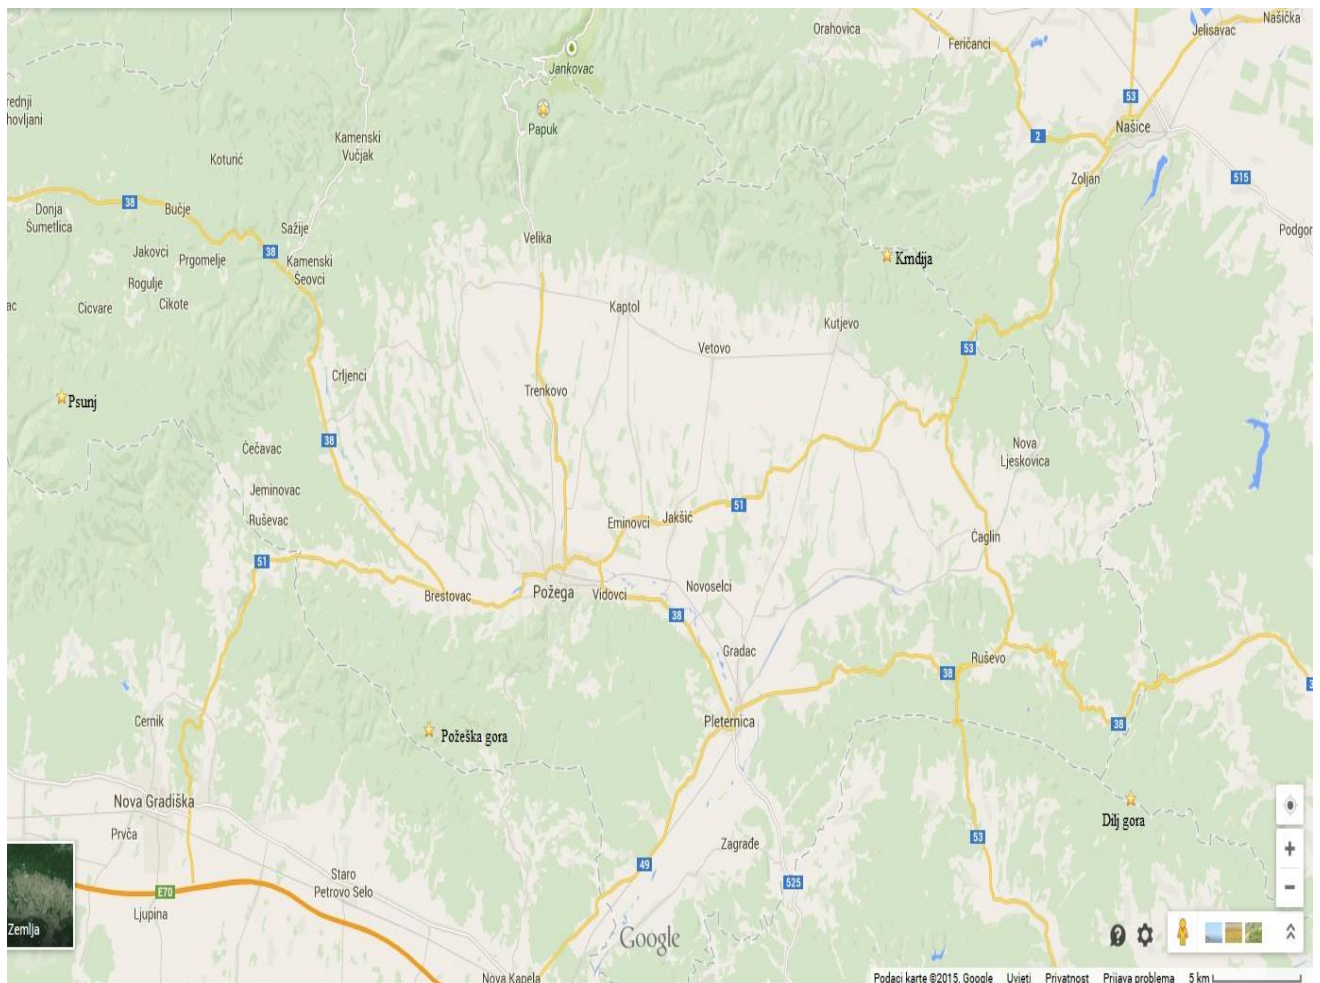 Našička
Orahovica
Feričanci
Jelisavac
Jankovac
rednji
hovljani
53
Papuk
Našice
Kamenski
Vučjak
2
Koturić
Zoljan
515
38
Donja
Šumetlica
Bučje
Sažije
Velika
Podgor
Jakovci
Prgomelje
38
Kamenski
Šeovci
Krndija
Rogulje
ac
Cicvare
Cikote
Kaptol
Kutjevo
Vetovo
53
Crljenci
Trenkovo
Psunj
38
Čečavac
Nova
Ljeskovica
Jeminovac
Ruševac
51
Eminovci
Jakšić
Čaglin
51
Brestovac
Požega
Vidovci
Novoselci
38
Gradac
Ruševo
38
Cernik
Požeška gora
Pleternica
38
Nova Gradiška
Dilj gora
Prvča
53
Zagrađe
49
Staro
Petrovo Selo
525
E70
Ljupina
Zemlja
Google
Nova Kapela
Podaci karte ©2015, Google Uvjeti Privatnost Prijava problema 5 km